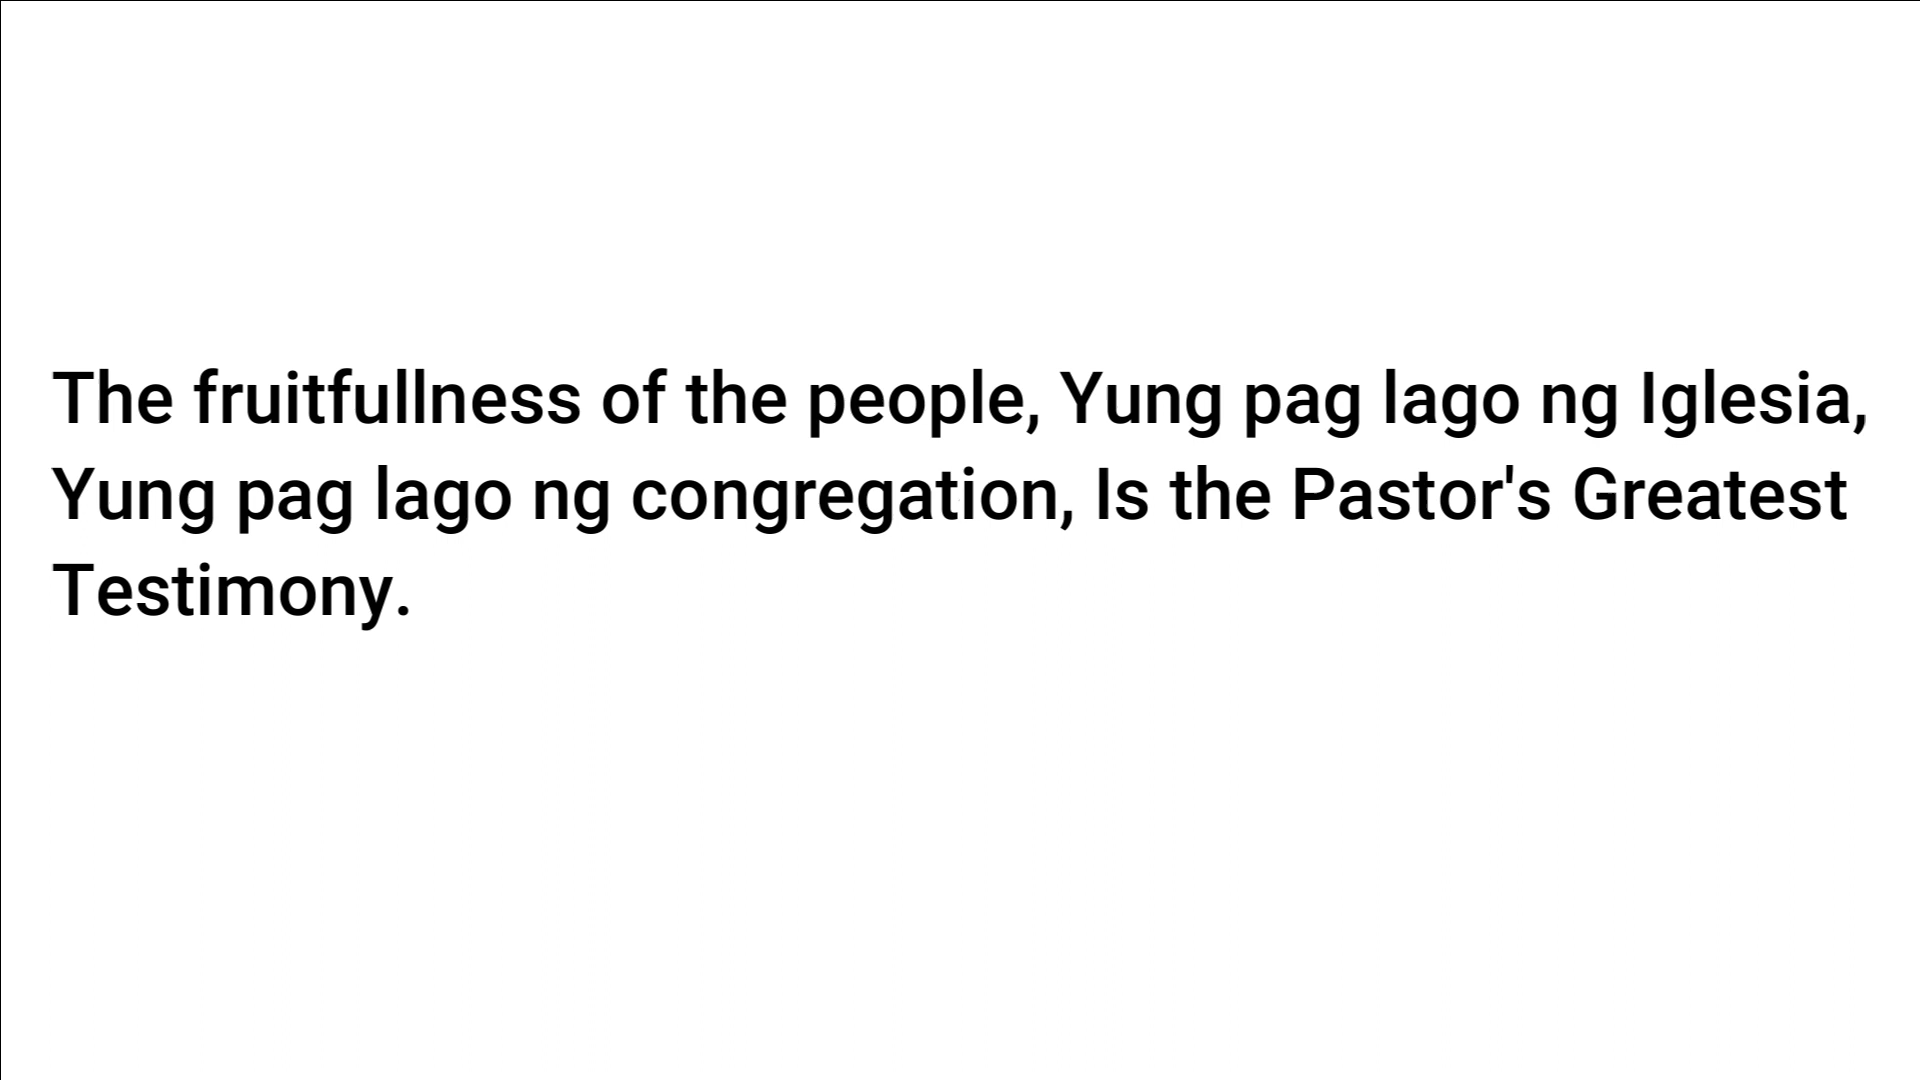 The fruitfullness of the people, Yung pag lago ng Iglesia,
Yung pag lago ng congregation, Is the Pastor's Greatest
Testimony.